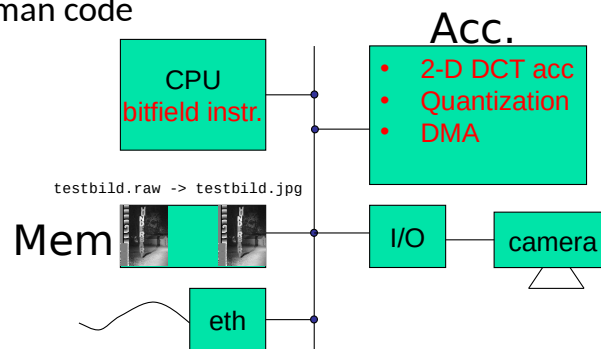 man code
Acc.
CPU
bitfield instr.
• 2-D DCT acc
• Quantization
• DMA
testbild.raw -> testbild.jpg
Mem
I/O
camera
eth